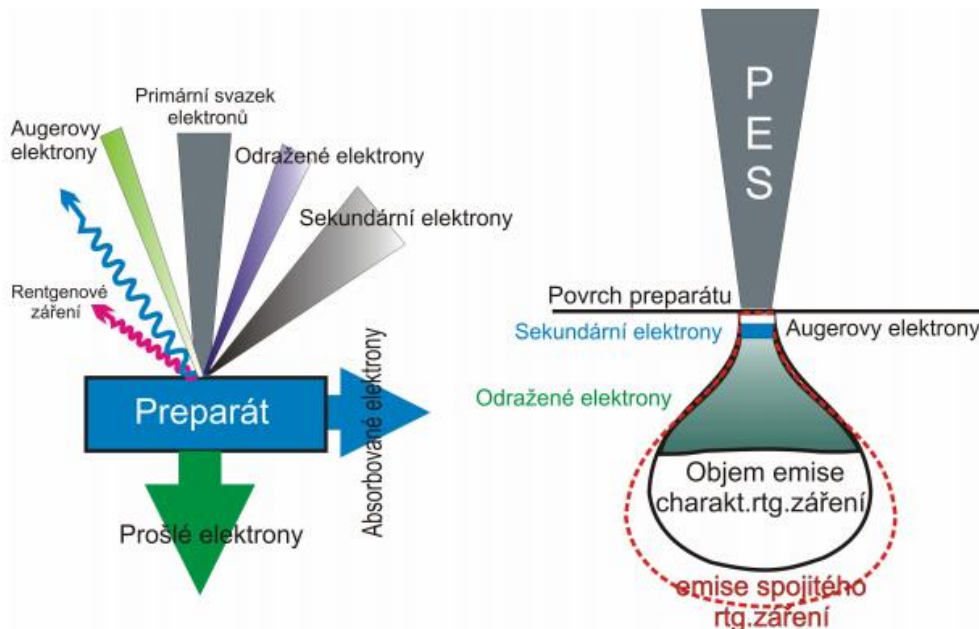 Primární svazek
elektronů
Augerovy
elektrony
Odražené elektrony
Sekundární elektrony
Rentgenové
záření
Preparát
Absorbované elektrony
Prošlé elektrony
P
E
S
Povrch preparátu
Sekundární elektrony
Augerovy elektrony
Odražené elektrony
Objem emise
charakt.rtg.záření
emise spojitého
rtg.záření